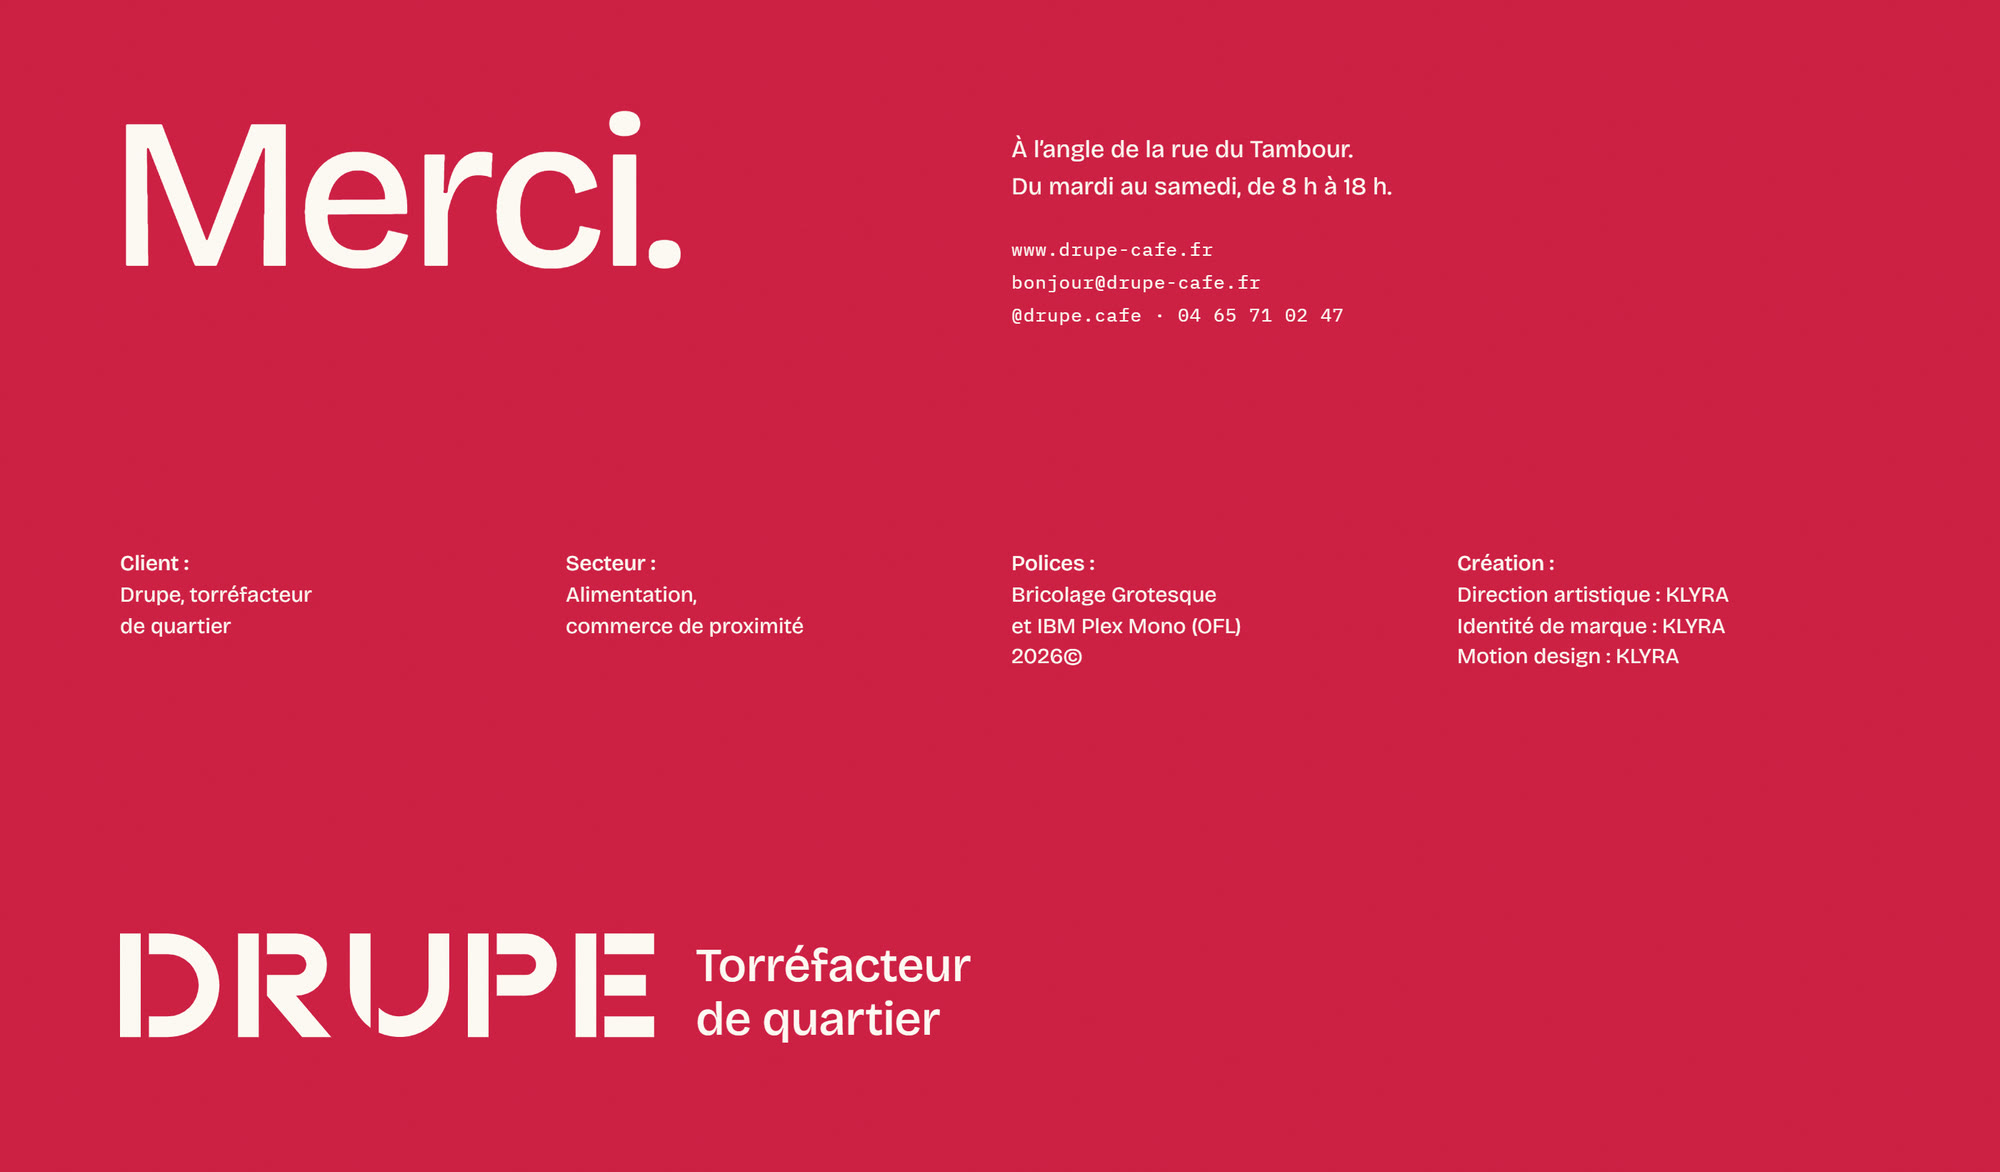 Merci.
À l'angle de la rue du Tambour.
Du mardi au samedi, de 8 h à 18 h.
www.drupe-cafe.fr
bonjour@drupe-cafe.fr
@drupe.cafe · 04 65 71 02 47
Client :
Drupe, torréfacteur
de quartier
Secteur :
Alimentation,
commerce de proximité
Polices :
Bricolage Grotesque
et IBM Plex Mono (OFL)
2026©
Création :
Direction artistique : KLYRA
Identité de marque : KLYRA
Motion design : KLYRA
DRUPE
Torréfacteur
de quartier